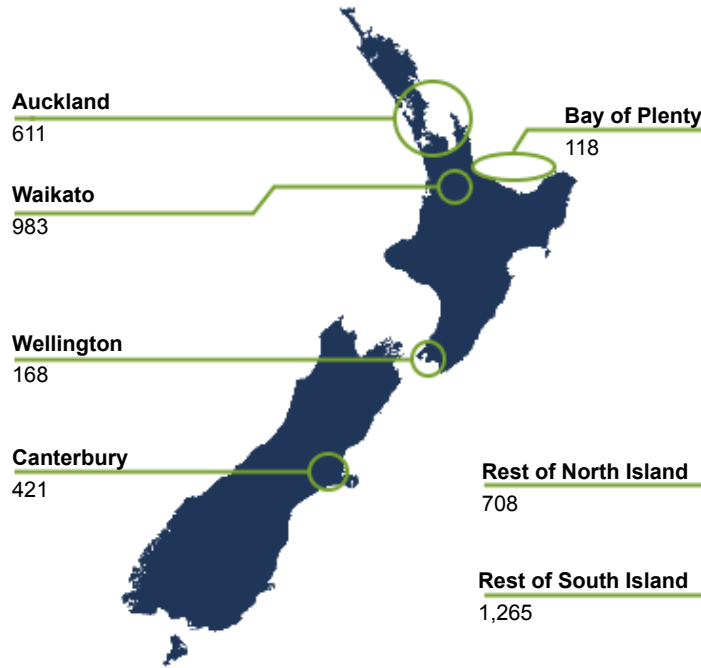 Auckland
611
Bay of Plenty
118
Waikato
983
Wellington
168
Canterbury
421
Rest of North Island
708
Rest of South Island
1,265